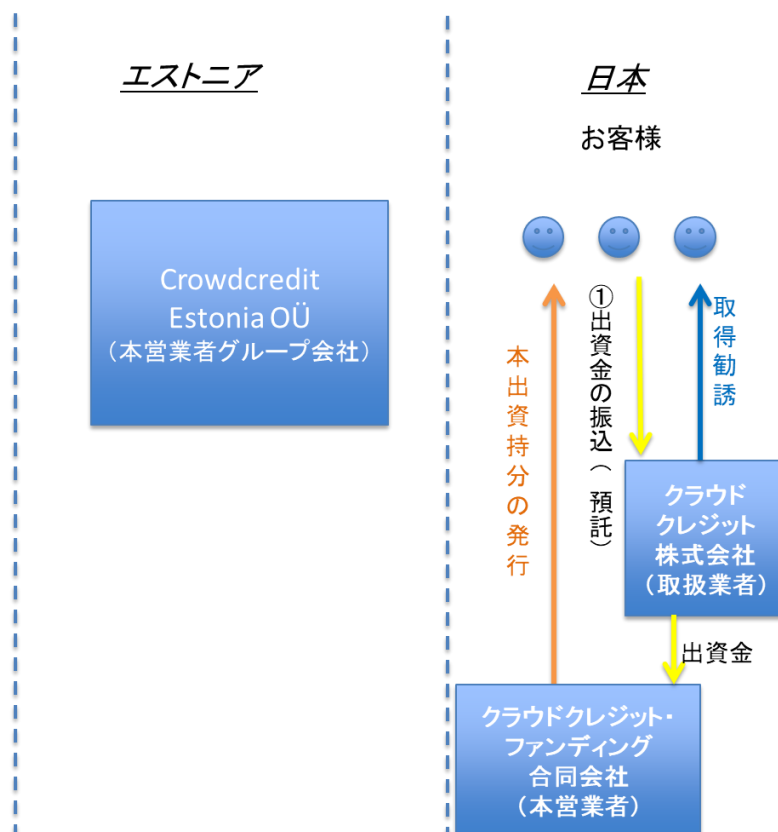 エストニア
日本
お客様
Crowdcredit
Estonia OÜ
（本営業者グループ会社）
本出資持分の発行
①出資金の振込（預託）
取得勧誘
クラウド
クレジット
株式会社
（取扱業者）
出資金
クラウドクレジット・
ファンディング
合同会社
（本営業者）